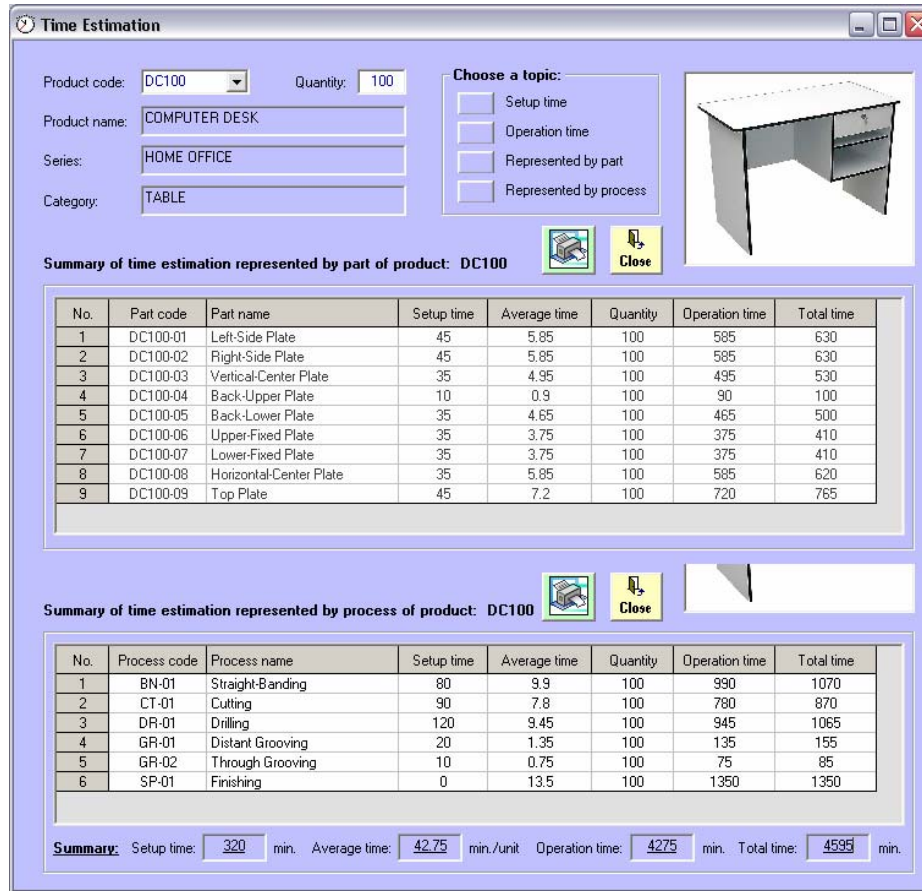 Time Estimation
Product code: DC100 Quantity: 100
Product name: COMPUTER DESK
Series: HOME OFFICE
Category: TABLE
Choose a topic:
Setup time
Operation time
Represented by part
Represented by process
Close
Summary of time estimation represented by part of product: DC100
No. Part code Part name Setup time Average time Quantity Operation time Total time
1 DC100-01 Left-Side Plate 45 5.85 100 585 630
2 DC100-02 Right-Side Plate 45 5.85 100 585 630
3 DC100-03 Vertical-Center Plate 35 4.95 100 495 530
4 DC100-04 Back-Upper Plate 10 0.9 100 90 100
5 DC100-05 Back-Lower Plate 35 4.65 100 465 500
6 DC100-06 Upper-Fixed Plate 35 3.75 100 375 410
7 DC100-07 Lower-Fixed Plate 35 3.75 100 375 410
8 DC100-08 Horizontal-Center Plate 35 5.85 100 585 620
9 DC100-09 Top Plate 45 7.2 100 720 765
Close
Summary of time estimation represented by process of product: DC100
No. Process code Process name Setup time Average time Quantity Operation time Total time
1 BN-01 Straight-Banding 80 9.9 100 990 1070
2 CT-01 Cutting 90 7.8 100 780 870
3 DR-01 Drilling 120 9.45 100 945 1065
4 GR-01 Distant Grooving 20 1.35 100 135 155
5 GR-02 Through Grooving 10 0.75 100 75 85
6 SP-01 Finishing 0 13.5 100 1350 1350
Summary: Setup time: 320 min. Average time: 42.75 min./unit Operation time: 4275 min. Total time: 4595 min.